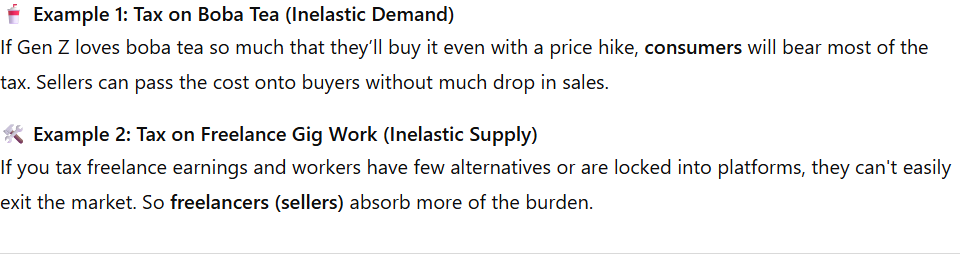 🧋 Example 1: Tax on Boba Tea (Inelastic Demand)
If Gen Z loves boba tea so much that they’ll buy it even with a price hike, consumers will bear most of the
tax. Sellers can pass the cost onto buyers without much drop in sales.
🛠️ Example 2: Tax on Freelance Gig Work (Inelastic Supply)
If you tax freelance earnings and workers have few alternatives or are locked into platforms, they can't easily
exit the market. So freelancers (sellers) absorb more of the burden.